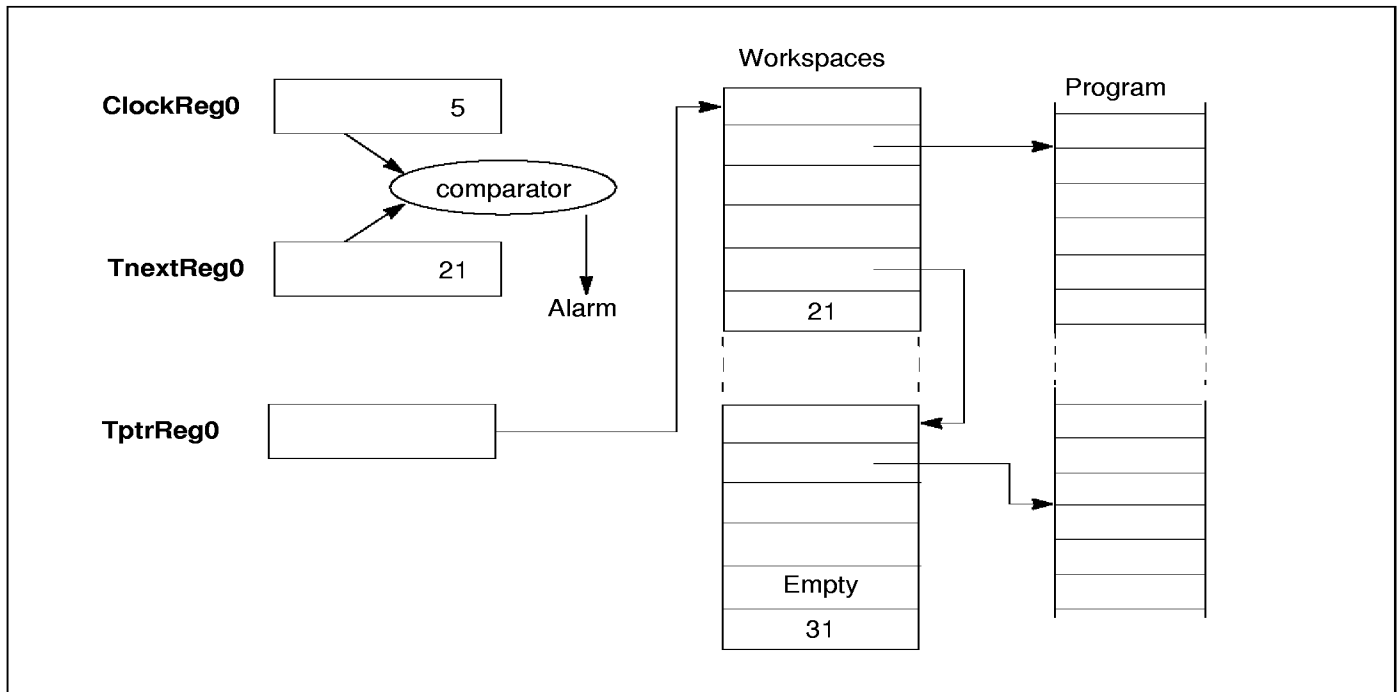 Workspaces
Program
ClockReg0
5
comparator
TnextReg0
21
Alarm
21
TptrReg0
Empty
31